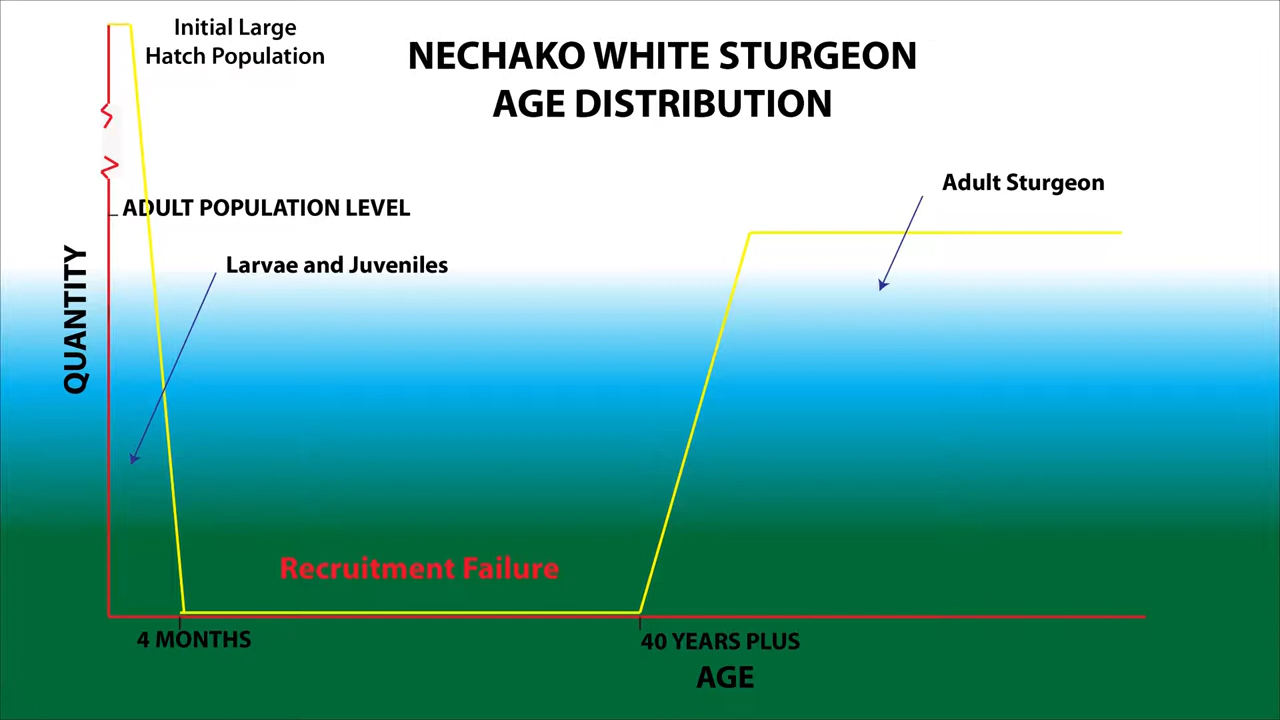 Initial Large
Hatch Population
NECHAKO WHITE STURGEON
AGE DISTRIBUTION
Adult Sturgeon
ADULT POPULATION LEVEL
Larvae and Juveniles
QUANTITY
Recruitment Failure
4 MONTHS
40 YEARS PLUS
AGE